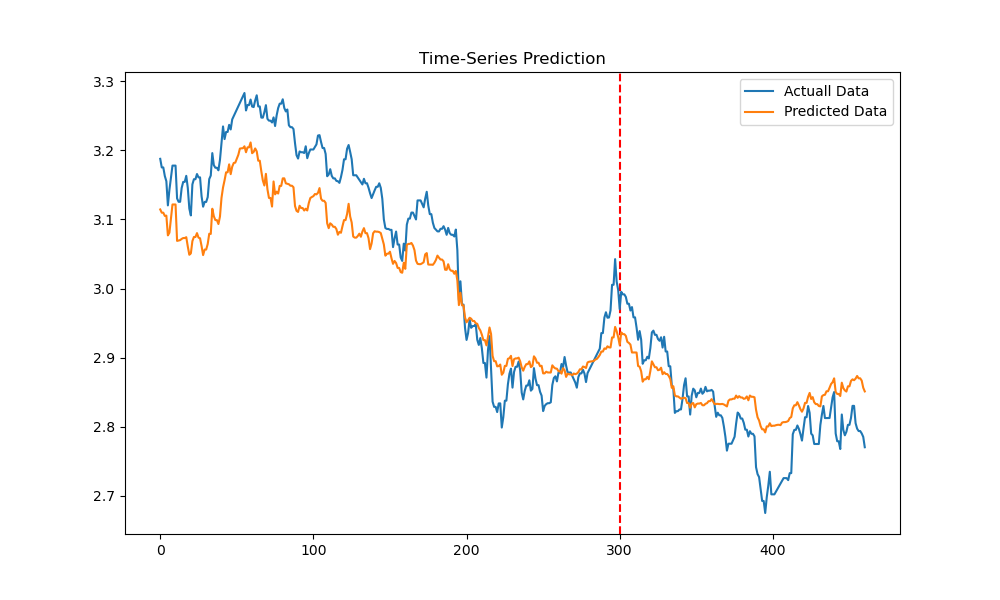 Time-Series Prediction
Actuall Data
Predicted Data
3.3
3.2
3.1
3.0
2.9
2.8
2.7
0 100 200 300 400